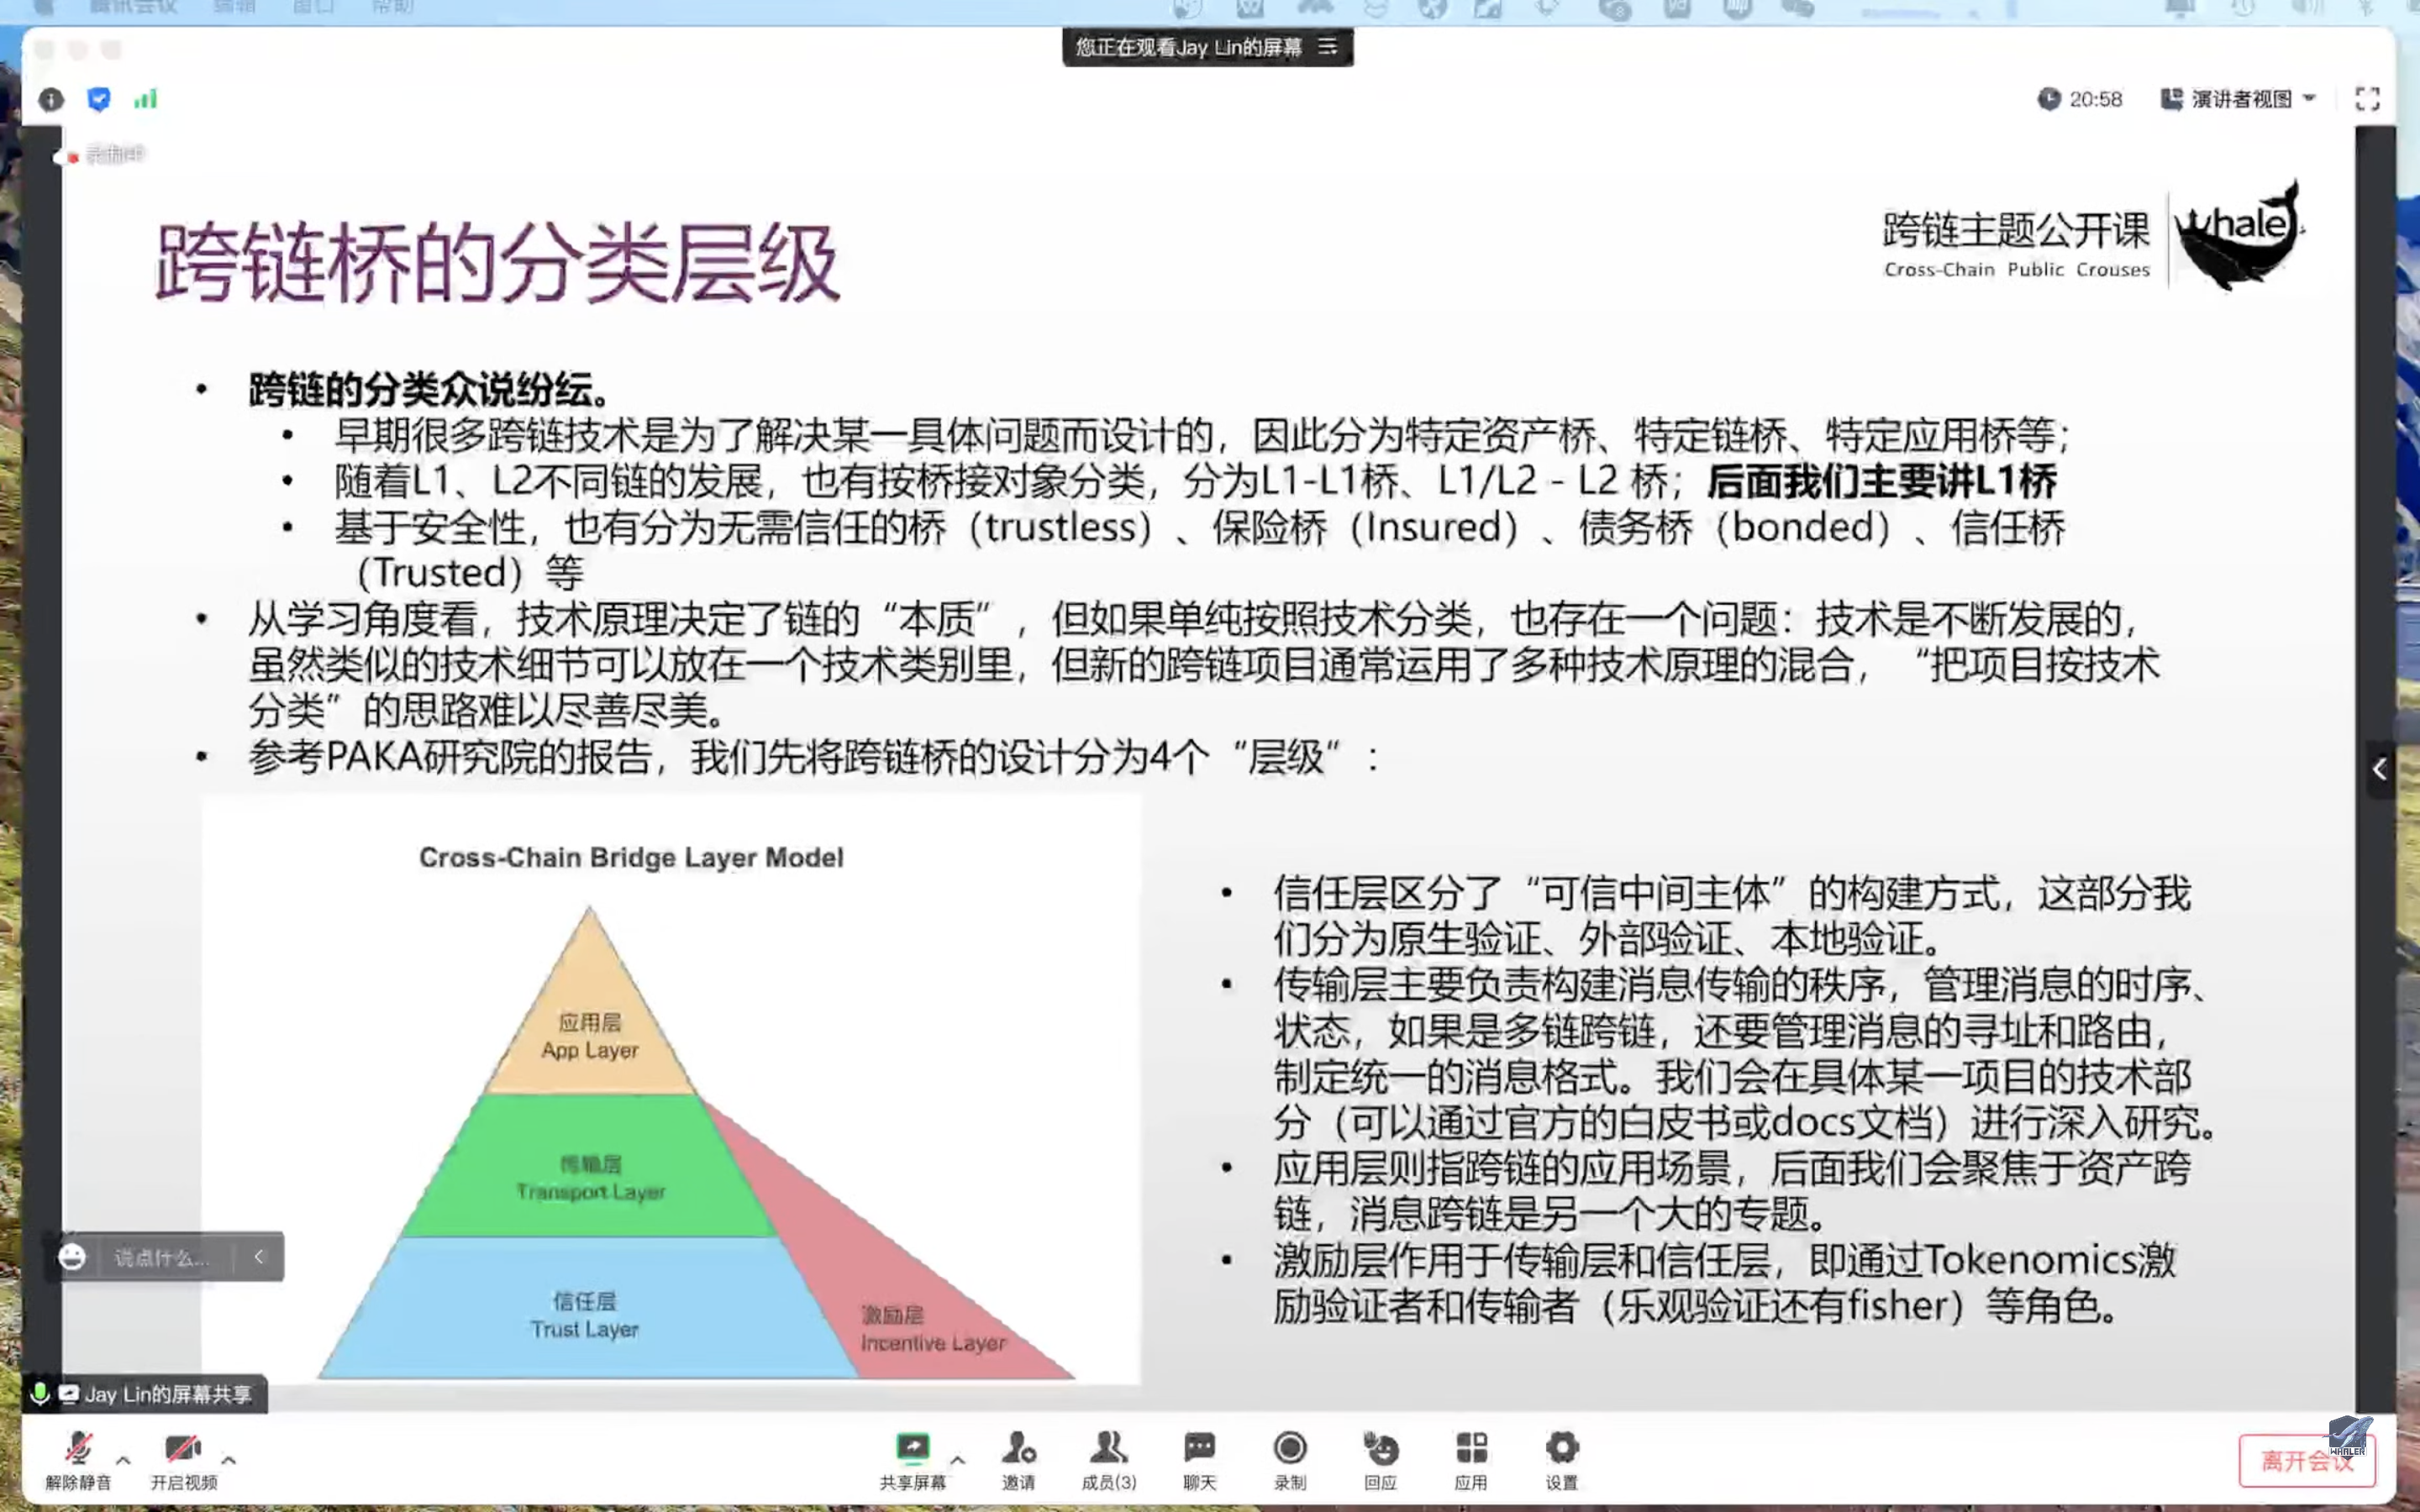 腾讯会议 编辑 窗口 帮助
您正在观看Jay Lin的屏幕
20:58 演讲者视图
录制中
跨链桥的分类层级
跨链主题公开课
Cross-Chain Public Crouses
whale
• 跨链的分类众说纷纭。
• 早期很多跨链技术是为了解决某一具体问题而设计的，因此分为特定资产桥、特定链桥、特定应用桥等；
• 随着L1、L2不同链的发展，也有按桥接对象分类，分为L1-L1桥、L1/L2 - L2 桥；后面我们主要讲L1桥
• 基于安全性，也有分为无需信任的桥（trustless）、保险桥（Insured）、债务桥（bonded）、信任桥
（Trusted）等
• 从学习角度看，技术原理决定了链的“本质”，但如果单纯按照技术分类，也存在一个问题：技术是不断发展的，
虽然类似的技术细节可以放在一个技术类别里，但新的跨链项目通常运用了多种技术原理的混合，“把项目按技术
分类”的思路难以尽善尽美。
• 参考PAKA研究院的报告，我们先将跨链桥的设计分为4个“层级”：
Cross-Chain Bridge Layer Model
应用层
App Layer
传输层
Transport Layer
信任层
Trust Layer
激励层
Incentive Layer
• 信任层区分了“可信中间主体”的构建方式，这部分我
们分为原生验证、外部验证、本地验证。
• 传输层主要负责构建消息传输的秩序，管理消息的时序、
状态，如果是多链跨链，还要管理消息的寻址和路由，
制定统一的消息格式。我们会在具体某一项目的技术部
分（可以通过官方的白皮书或docs文档）进行深入研究。
• 应用层则指跨链的应用场景，后面我们会聚焦于资产跨
链，消息跨链是另一个大的专题。
• 激励层作用于传输层和信任层，即通过Tokenomics激
励验证者和传输者（乐观验证还有fisher）等角色。
说点什么...
Jay Lin的屏幕共享
解除静音 开启视频 共享屏幕 邀请 成员(3) 聊天 录制 回应 应用 设置 离开会议
WHALER